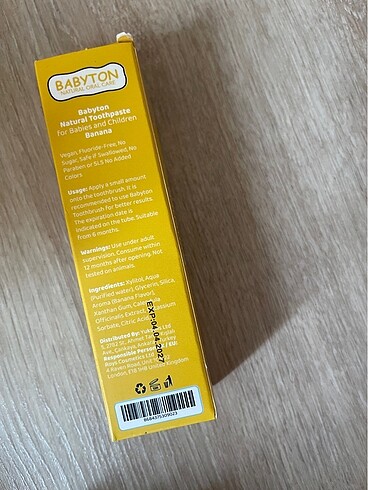 BABYTON
NATURAL ORAL CARE
Babyton
Natural Toothpaste
for Babies and Children
Banana
Vegan, Fluoride-Free, No
Sugar, Safe if Swallowed, No
Paraben or SLS No Added
Colors
Usage: Apply a small amount
onto the toothbrush. It is
recommended to use Babyton
Toothbrush for better results.
The expiration date is
indicated on the tube. Suitable
from 6 months.
Warnings: Use under adult
supervision. Consume within
12 months after opening. Not
tested on animals.
Ingredients: Xylitol, Aqua
(Purified water), Glycerin, Silica,
Aroma (Banana Flavor),
Xanthan Gum, Calendula
Officinalis Extract, Potassium
Sorbate, Citric Acid
EXP:04.04.2027
Distributed By:
Responsible Person / EU:
London, United Kingdom